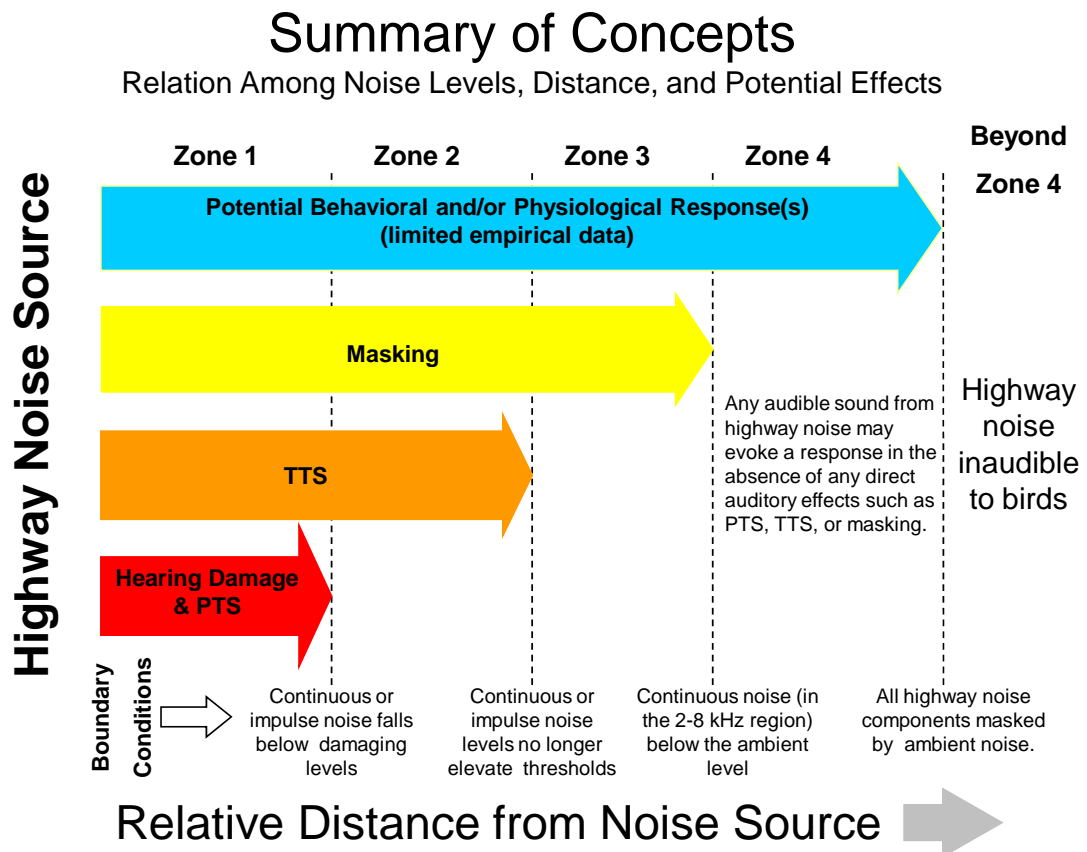 Summary of Concepts
Relation Among Noise Levels, Distance, and Potential Effects
Highway Noise Source
Zone 1
Zone 2
Zone 3
Zone 4
Beyond
Zone 4
Potential Behavioral and/or Physiological Response(s)
(limited empirical data)
Masking
TTS
Hearing Damage
& PTS
Any audible sound from
highway noise may
evoke a response in the
absence of any direct
auditory effects such as
PTS, TTS, or masking.
Highway
noise
inaudible
to birds
Boundary
Conditions
Continuous or
impulse noise falls
below damaging
levels
Continuous or
impulse noise
levels no longer
elevate thresholds
Continuous noise (in
the 2-8 kHz region)
below the ambient
level
All highway noise
components masked
by ambient noise.
Relative Distance from Noise Source